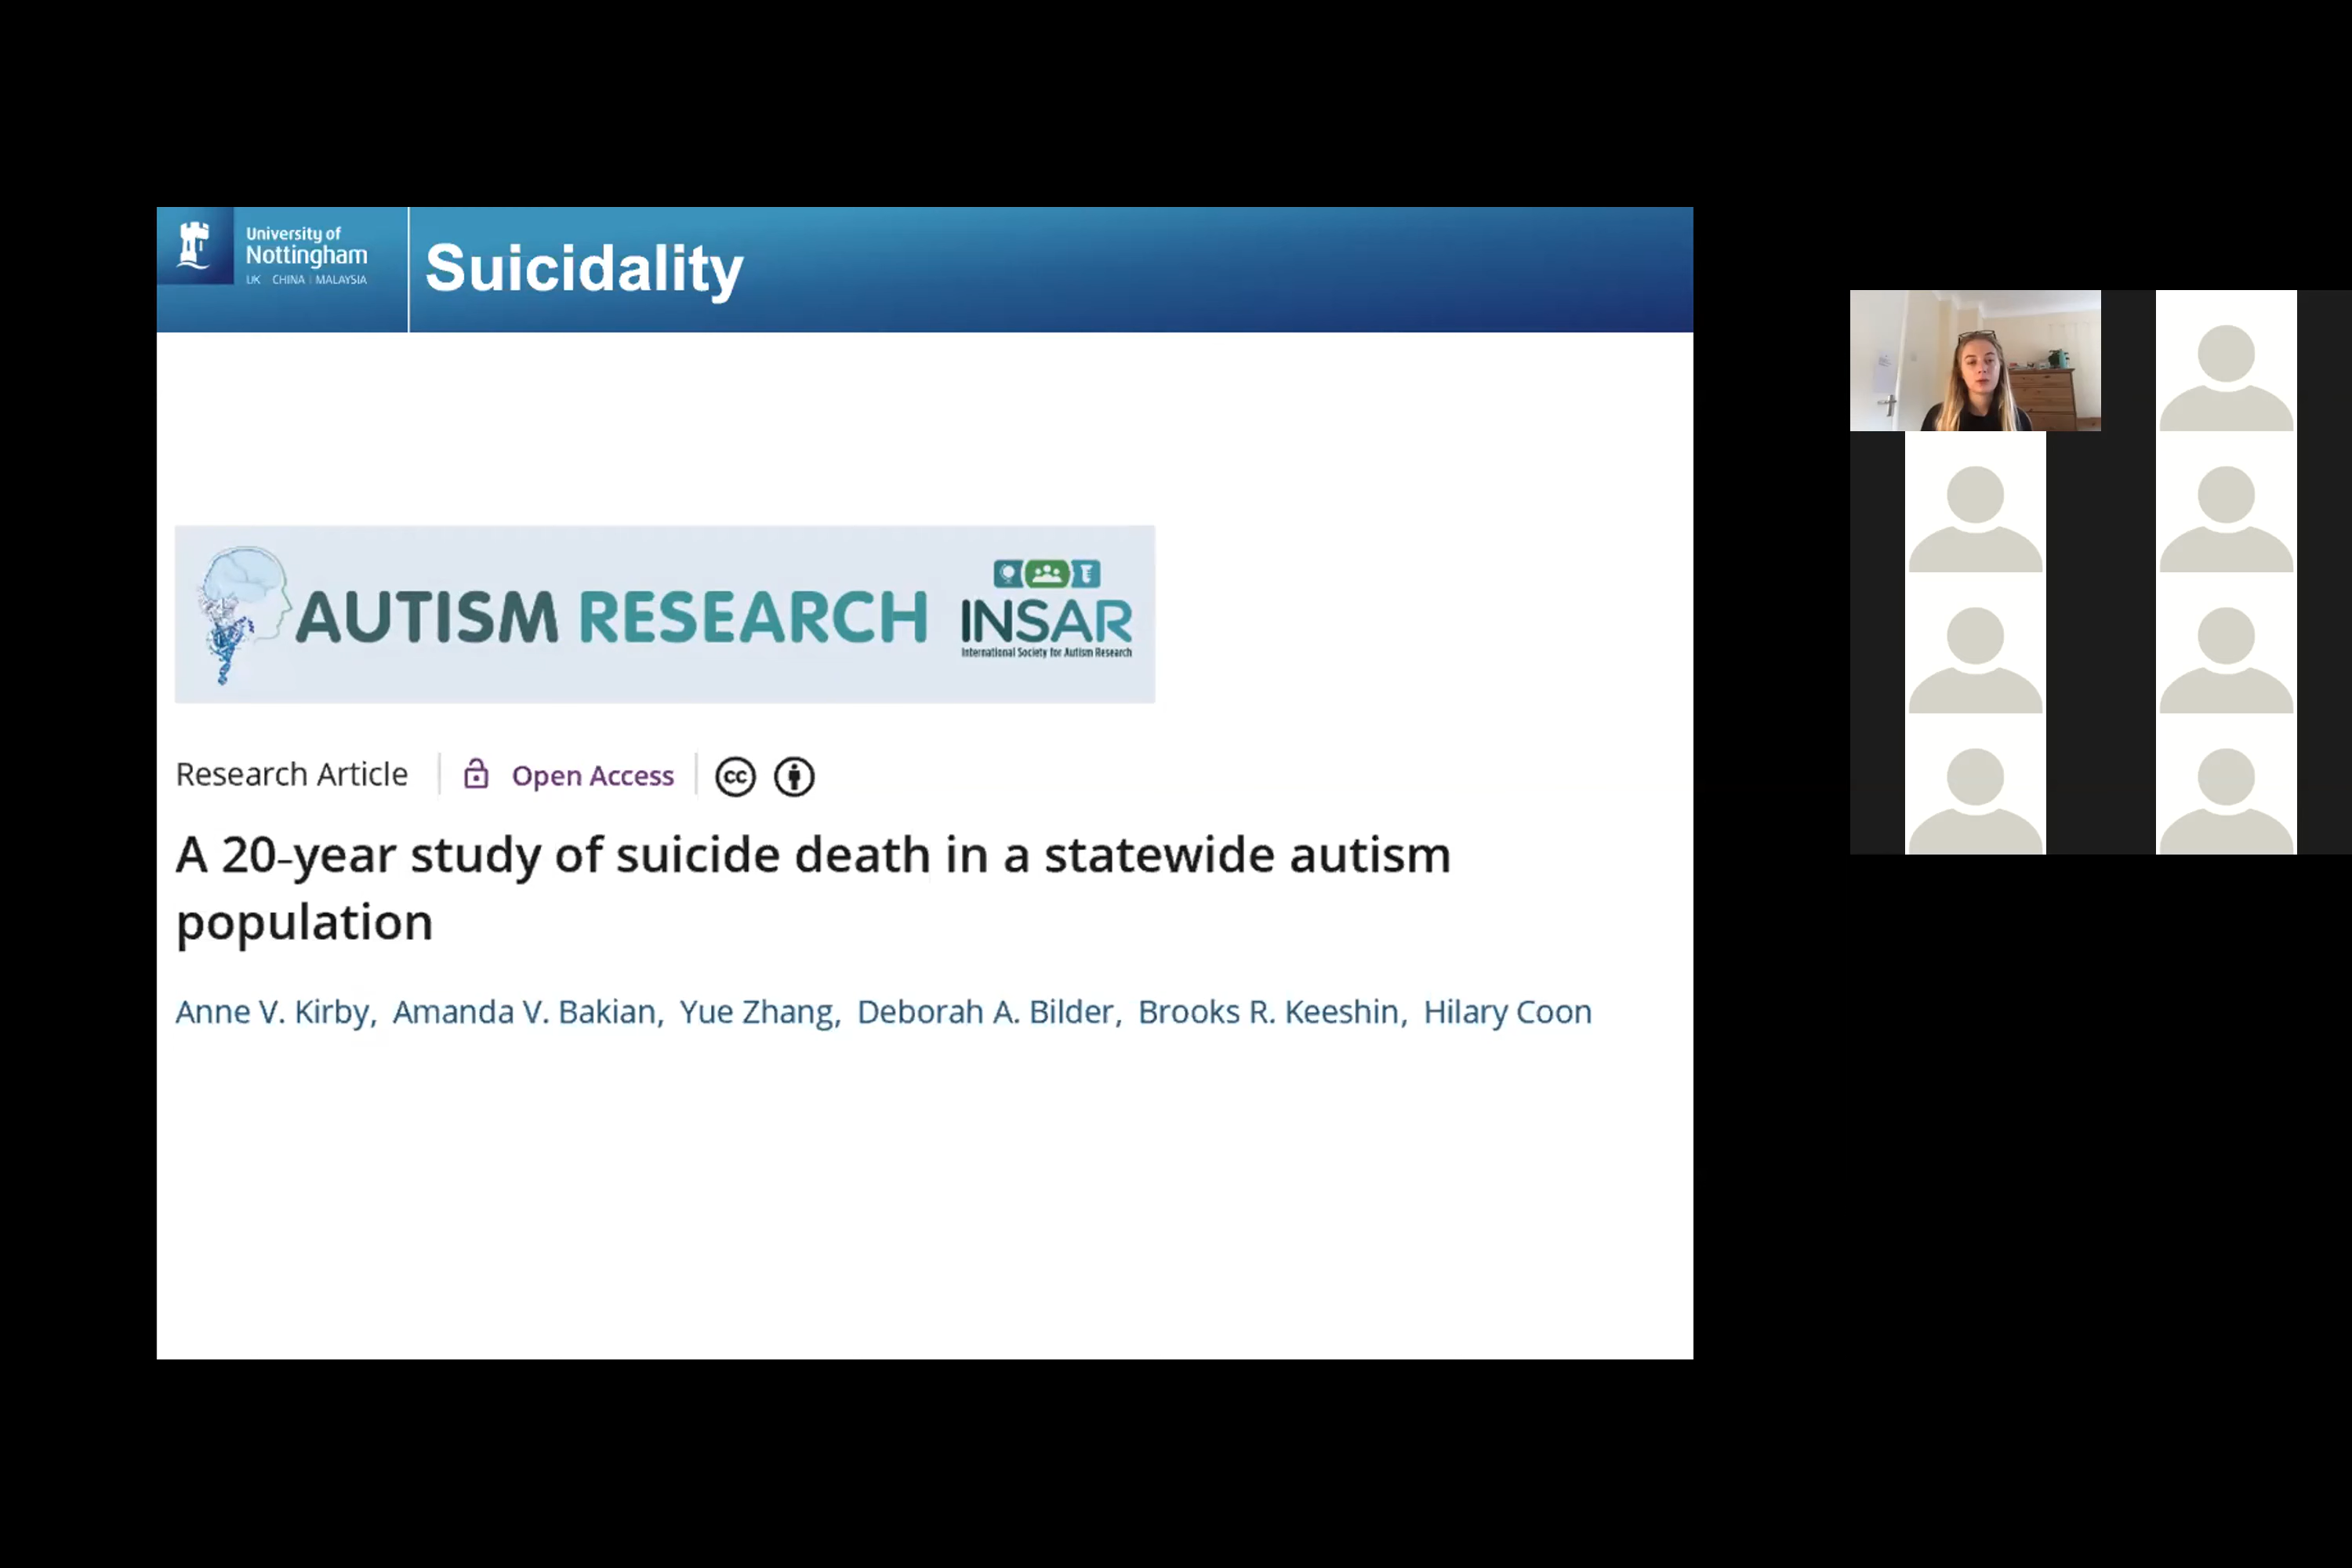 University of
Nottingham
UK CHINA MALAYSIA
Suicidality
AUTISM RESEARCH
INSAR
International Society for Autism Research
Research Article
Open Access
cc
A 20-year study of suicide death in a statewide autism
population
Anne V. Kirby, Amanda V. Bakian, Yue Zhang, Deborah A. Bilder, Brooks R. Keeshin, Hilary Coon